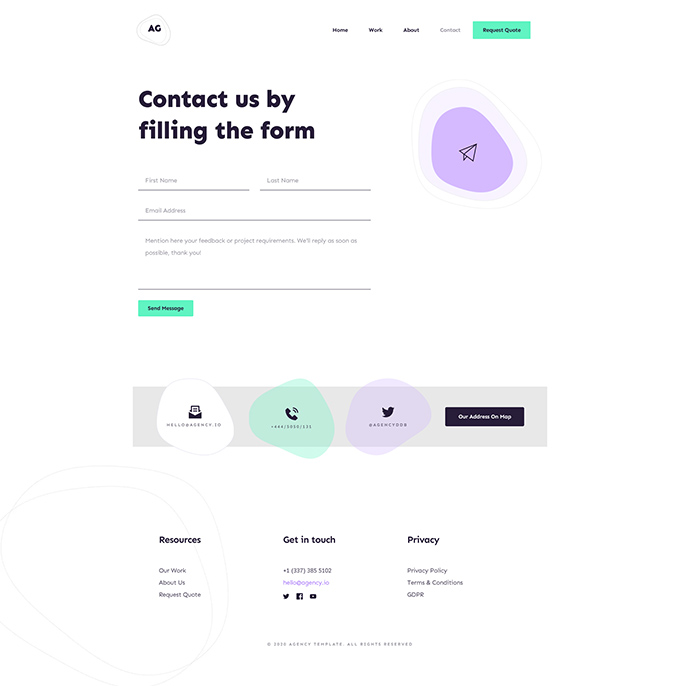 AG
Home Work About Contact Request Quote
Contact us by
filling the form
First Name Last Name
Email Address
Mention here your feedback or project requirements. We'll reply as soon as
possible, thank you!
Send Message
HELLO@AGENCY.IO
+444/5000/131
@AGENCYOOB
Our Address On Map
Resources
Our Work
About Us
Request Quote
Get in touch
+1 (337) 385 5102
hello@agency.io
Privacy
Privacy Policy
Terms & Conditions
GDPR
© 2020 AGENCY TEMPLATE. ALL RIGHTS RESERVED